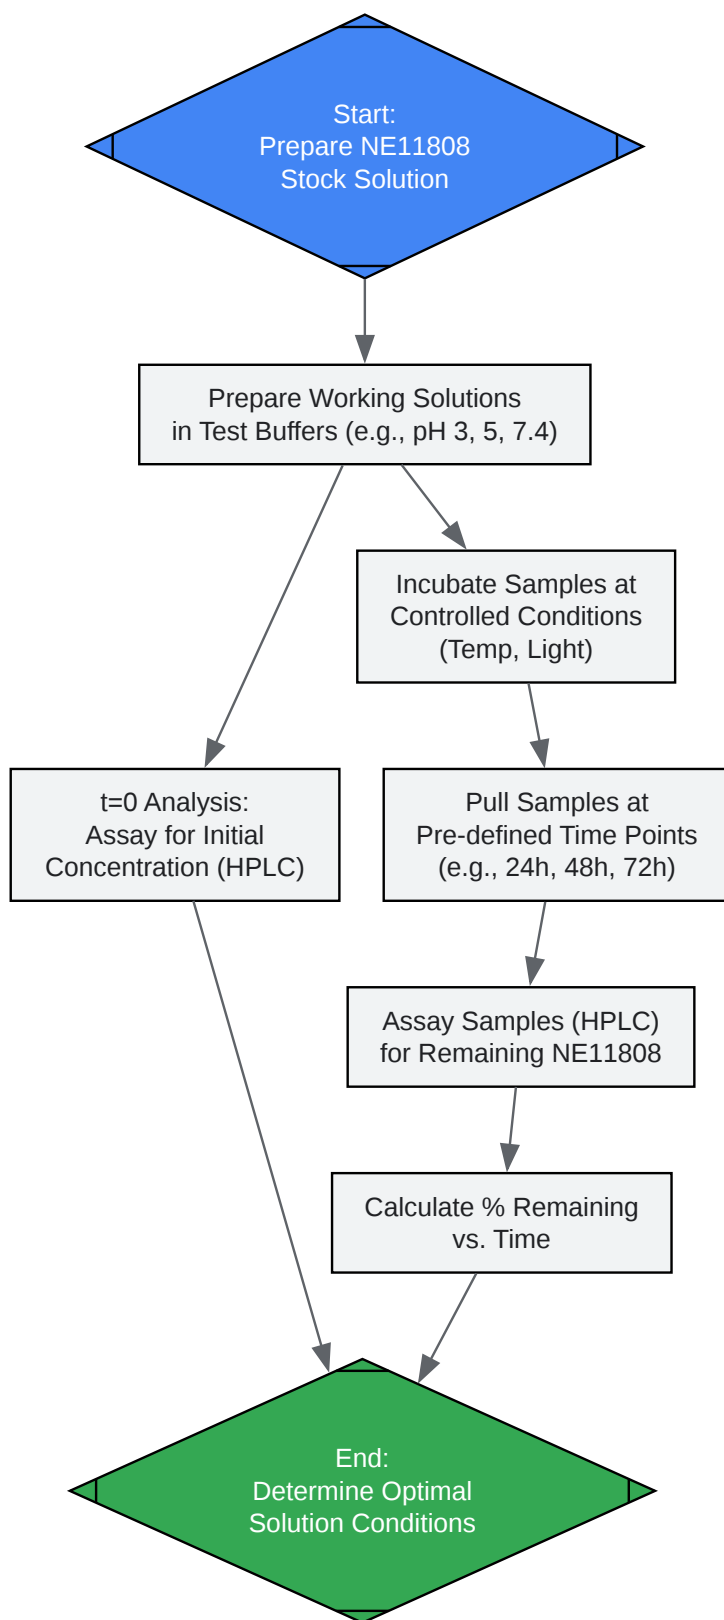 Start:
Prepare NE11808
Stock Solution
Prepare Working Solutions
in Test Buffers (e.g., pH 3, 5, 7.4)
Incubate Samples at
Controlled Conditions
(Temp, Light)
t=0 Analysis:
Assay for Initial
Concentration (HPLC)
Pull Samples at
Pre-defined Time Points
(e.g., 24h, 48h, 72h)
Assay Samples (HPLC)
for Remaining NE11808
Calculate % Remaining
vs. Time
End:
Determine Optimal
Solution Conditions